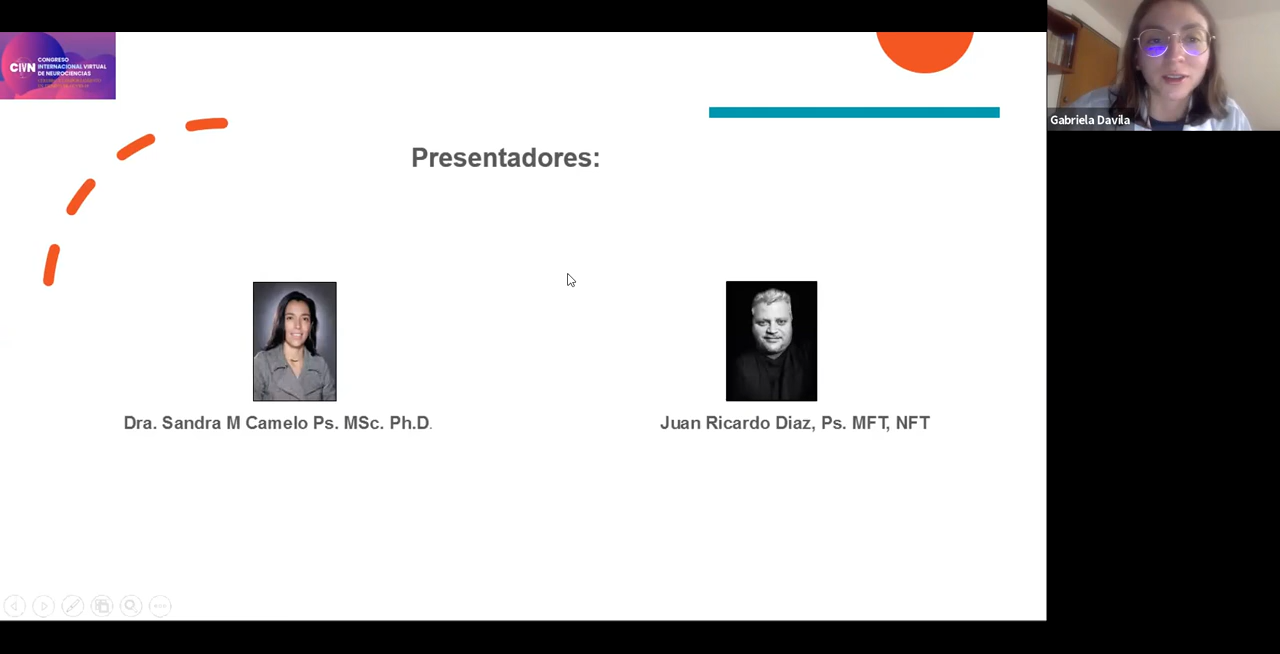 CIVN
CONGRESO
INTERNACIONAL VIRTUAL
DE NEUROCIENCIAS
Gabriela Davila
Presentadores:
Dra. Sandra M Camelo Ps. MSc. Ph.D.
Juan Ricardo Diaz, Ps. MFT, NFT